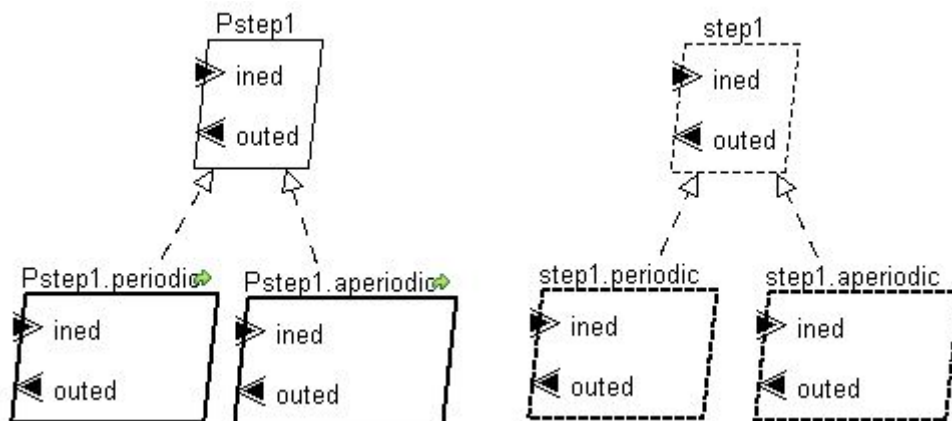 Pstep1
ined
outed
Pstep1.periodic
ined
outed
Pstep1.aperiodic
ined
outed
step1
ined
outed
step1.periodic
ined
outed
step1.aperiodic
ined
outed